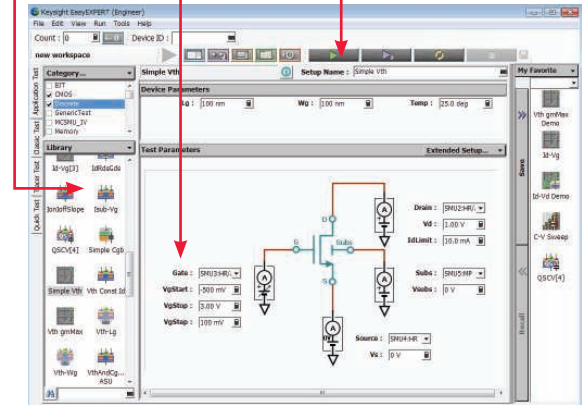 Keysight EasyEXPERT (Engineer)
File Edit View Run Tools Help
Count : 0 Device ID :
new workspace
Application Test
Classic Test
Tracer Test
Quick Test
Category...
BJT
CMOS
Discrete
GenericTest
MCSMU_IV
Memory
Library
Id-Vg[3] IdRdsGds
IonIoffSlope Isub-Vg
QSCV[4] Simple Cgb
Simple Vth Vth Const Id
Vth gmMax Vth-Lg
Vth-Wg VthAndCg...
ASU
Simple Vth Setup Name : Simple Vth
Device Parameters
Lg : 100 nm Wg : 100 nm Temp : 25.0 deg
Test Parameters Extended Setup...
D
G Subs
S
A
A
A
A
Drain : SMU2:HR/.
Vd : 1.00 V
IdLimit : 10.0 mA
Gate : SMU3:HR/.
VgStart : -500 mV
VgStop : 3.00 V
VgStep : 100 mV
Subs : SMU5:MP
Vsubs : 0 V
Source : SMU4:HR
Vs : 0 V
My Favorite
Save
Recall
Vth gmMax
Demo
Id-Vg
Id-Vd Demo
C-V Sweep
QSCV[4]